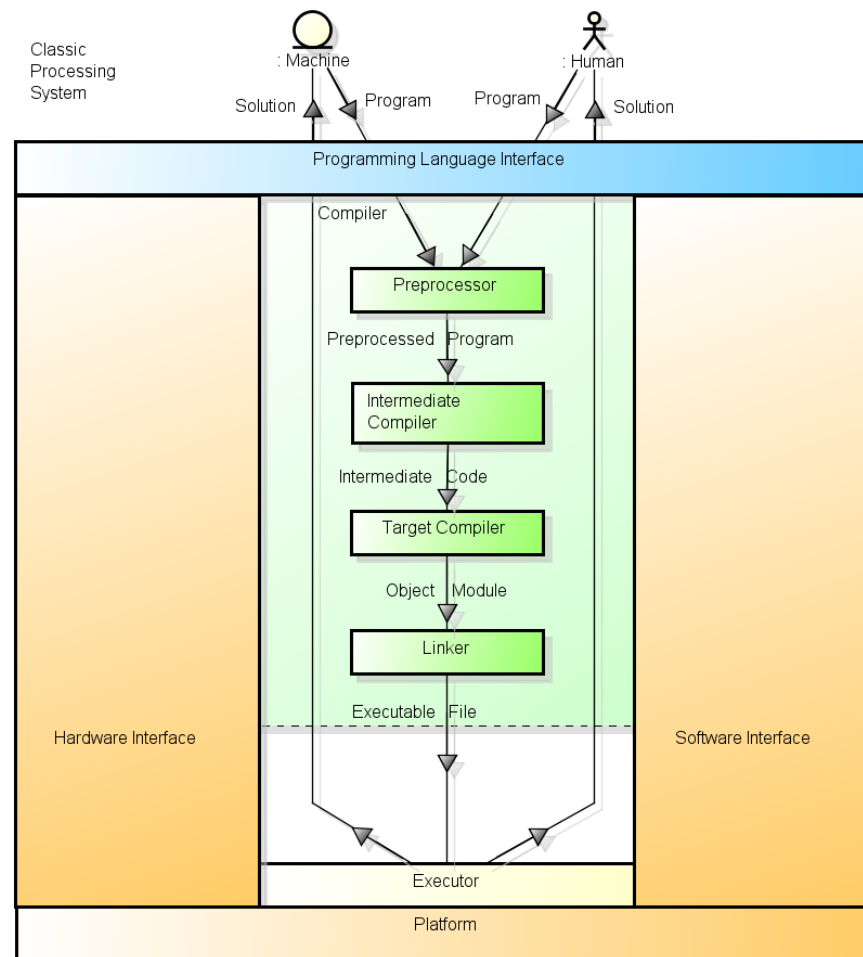 Classic
Processing
System
: Machine
: Human
Solution
Program
Program
Solution
Programming Language Interface
Compiler
Preprocessor
Preprocessed Program
Intermediate
Compiler
Intermediate Code
Target Compiler
Object Module
Linker
Executable File
Hardware Interface
Software Interface
Executor
Platform